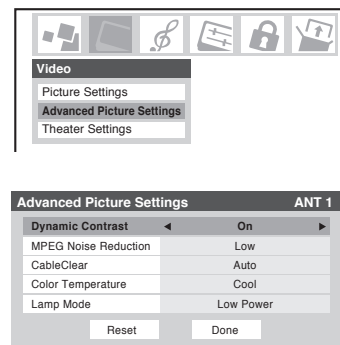 Video
Picture Settings
Advanced Picture Settings
Theater Settings
Advanced Picture Settings ANT 1
Dynamic Contrast ◀ On ▶
MPEG Noise Reduction Low
CableClear Auto
Color Temperature Cool
Lamp Mode Low Power
Reset Done